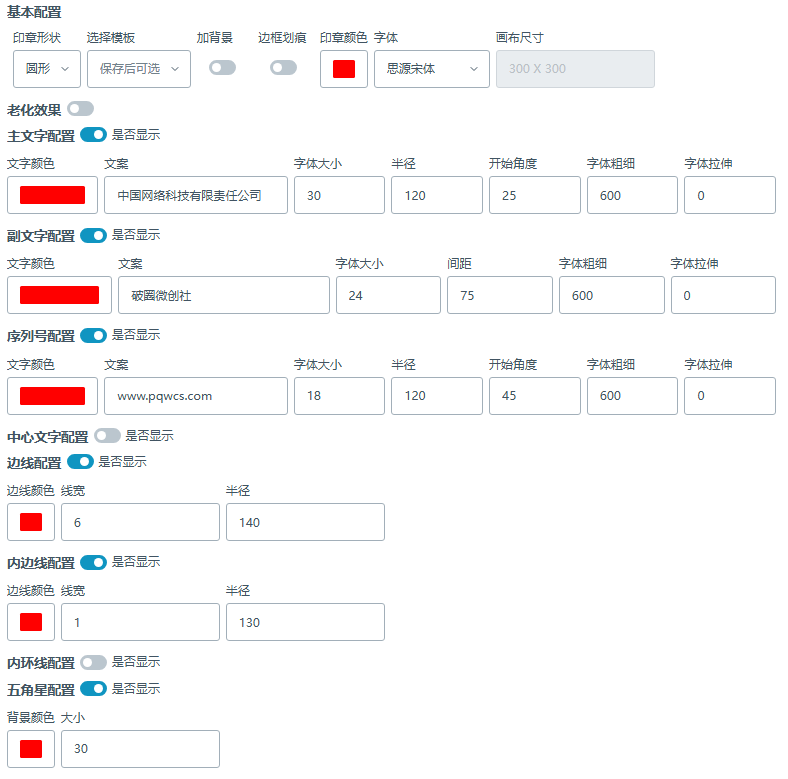 基本配置
印章形状 选择模板 加背景 边框划痕 印章颜色 字体 画布尺寸
圆形 保存后可选 思源宋体 300 X 300
老化效果
主文字配置 是否显示
文字颜色 文案 字体大小 半径 开始角度 字体粗细 字体拉伸
中国网络科技有限责任公司 30 120 25 600 0
副文字配置 是否显示
文字颜色 文案 字体大小 间距 字体粗细 字体拉伸
破圈微创社 24 75 600 0
序列号配置 是否显示
文字颜色 文案 字体大小 半径 开始角度 字体粗细 字体拉伸
www.pqwcs.com 18 120 45 600 0
中心文字配置 是否显示
边线配置 是否显示
边线颜色 线宽 半径
6 140
内边线配置 是否显示
边线颜色 线宽 半径
1 130
内环线配置 是否显示
五角星配置 是否显示
背景颜色 大小
30